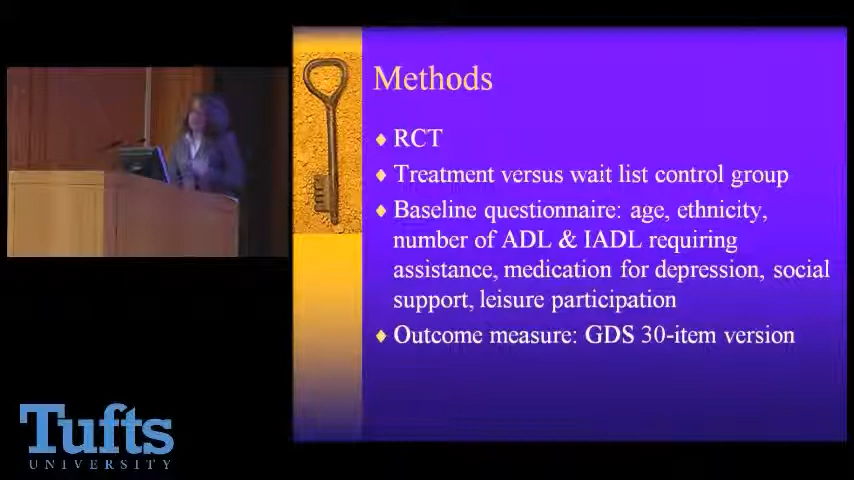 Methods
RCT
Treatment versus wait list control group
Baseline questionnaire: age, ethnicity,
number of ADL & IADL requiring
assistance, medication for depression, social
support, leisure participation
Outcome measure: GDS 30-item version
Tufts
UNIVERSITY